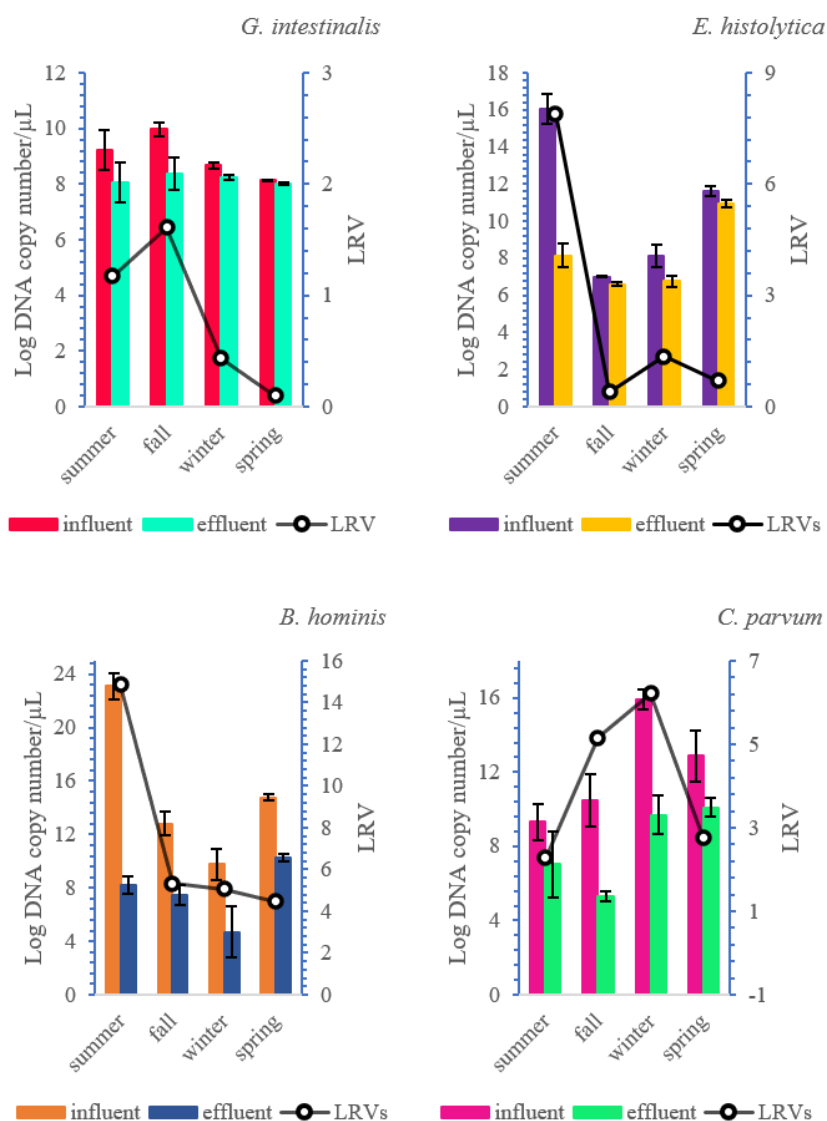 G. intestinalis
Log DNA copy number/µL
12
10
8
6
4
2
0
3
2
1
0
LRV
summer
fall
winter
spring
influent effluent LRV
E. histolytica
Log DNA copy number/µL
18
16
14
12
10
8
6
4
2
0
9
6
3
0
LRV
summer
fall
winter
spring
influent effluent LRVs
B. hominis
Log DNA copy number/µL
24
20
16
12
8
4
0
16
14
12
10
8
6
4
2
0
LRV
summer
fall
winter
spring
influent effluent LRVs
C. parvum
Log DNA copy number/µL
16
12
8
4
0
7
5
3
1
-1
LRV
summer
fall
winter
spring
influent effluent LRVs